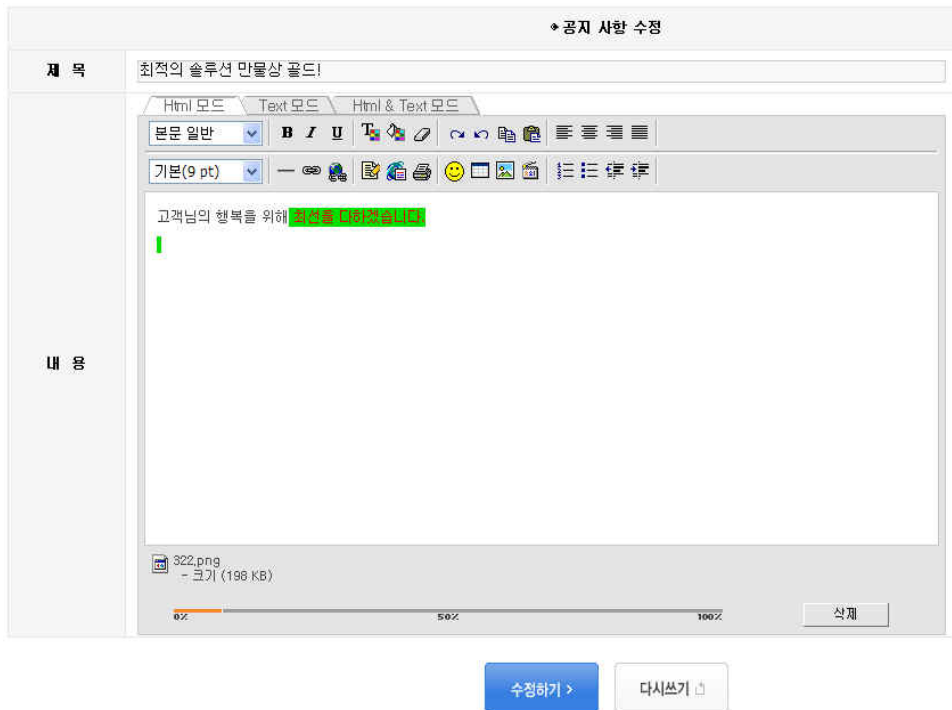 공지 사항 수정
제 목
최적의 솔루션 만물상 골드!
Html 모드 Text 모드 Html & Text 모드
본문 일반 B I U
기본(9 pt)
내 용
고객님의 행복을 위해 최선을 다하겠습니다.
322.png
- 크기 (198 KB)
0% 50% 100% 삭제
수정하기 > 다시쓰기